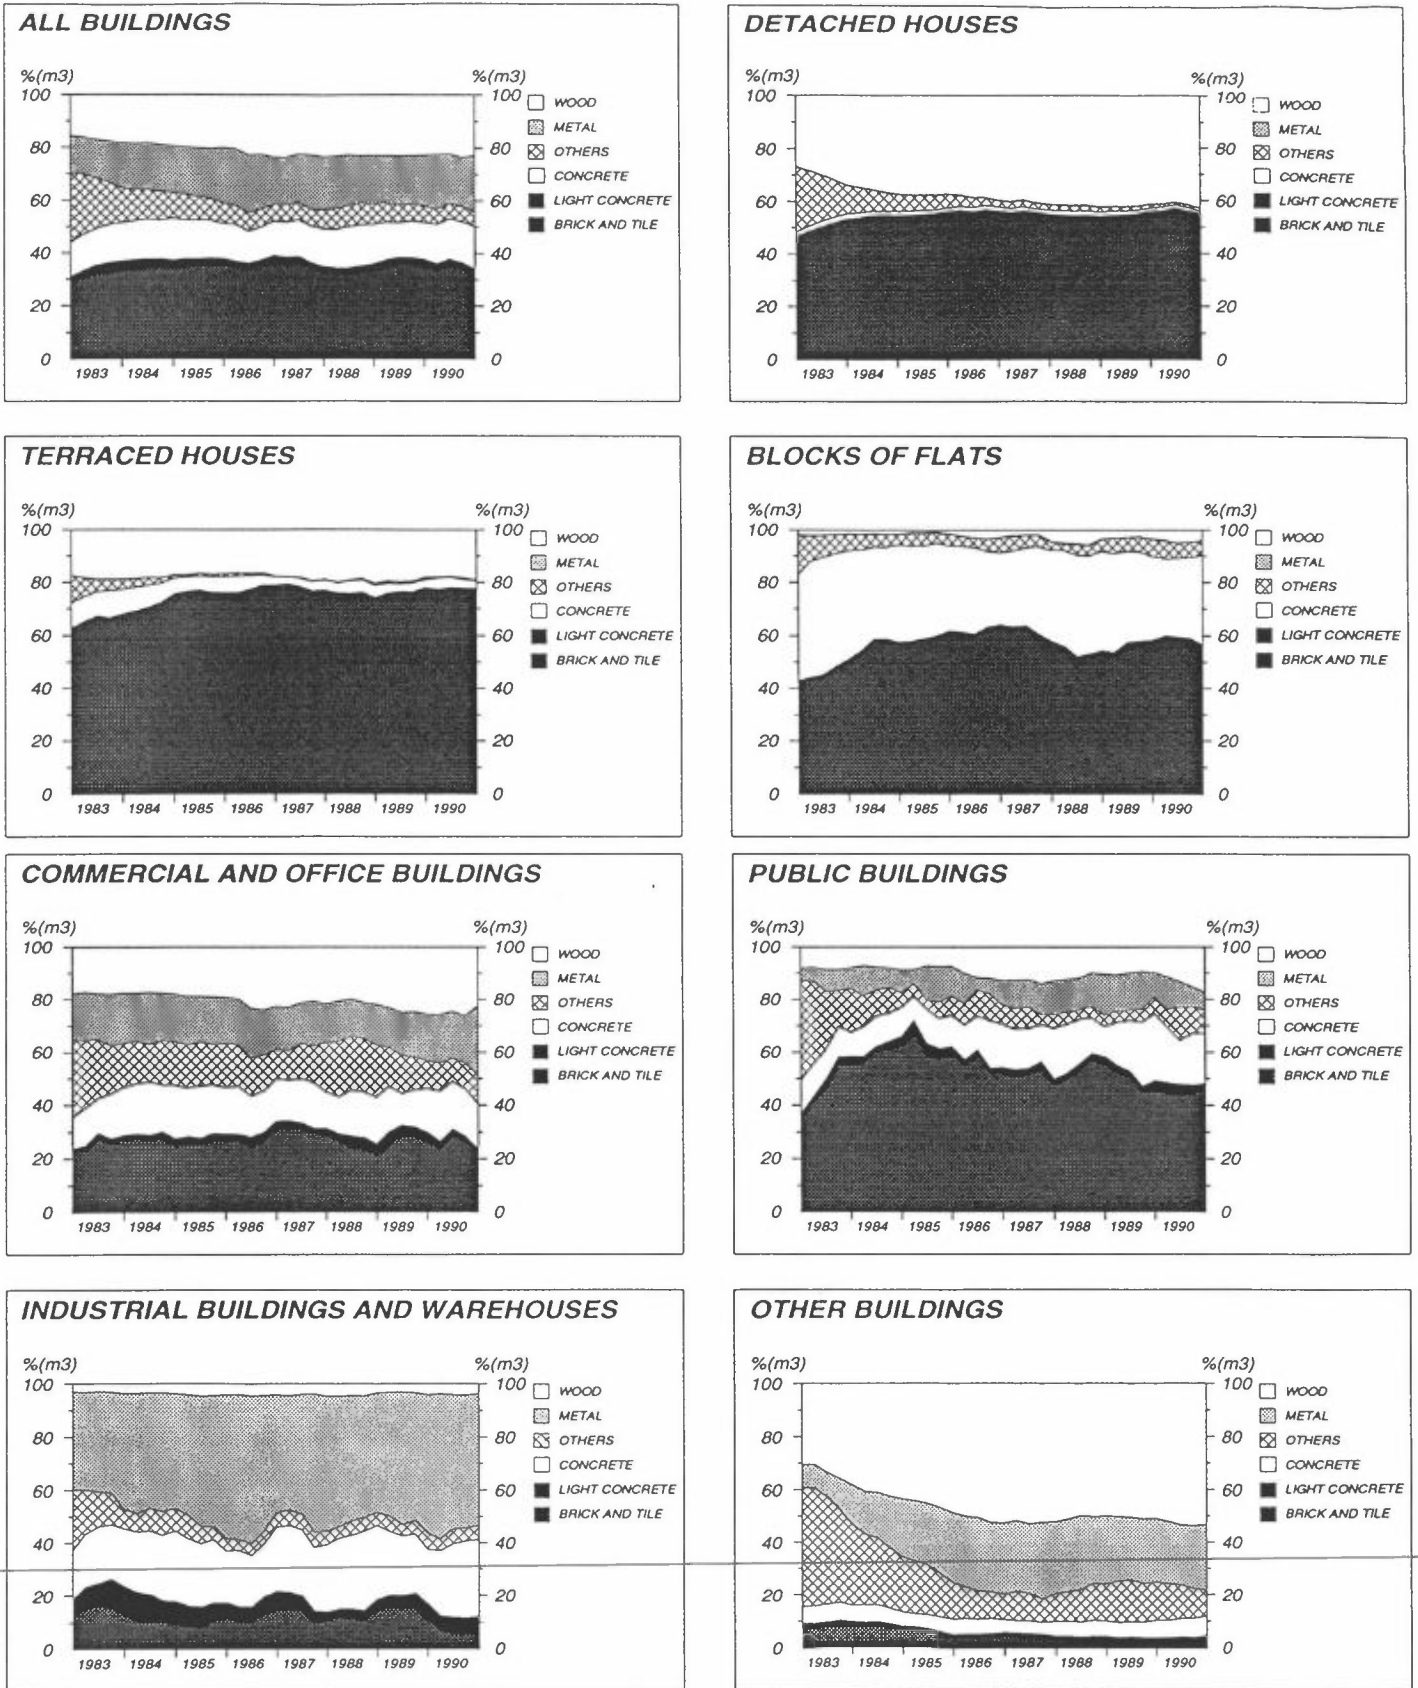 ALL BUILDINGS
%(m3) %(m3)
100 100 WOOD
METAL
80 80
OTHERS
CONCRETE
60 60 LIGHT CONCRETE
BRICK AND TILE
40 40
20 20
0 0
1983 1984 1985 1986 1987 1988 1989 1990
DETACHED HOUSES
%(m3) %(m3)
100 100 WOOD
METAL
80 80 OTHERS
CONCRETE
60 60 LIGHT CONCRETE
BRICK AND TILE
40 40
20 20
0 0
1983 1984 1985 1986 1987 1988 1989 1990
TERRACED HOUSES
%(m3) %(m3)
100 100 WOOD
METAL
80 80 OTHERS
CONCRETE
60 60 LIGHT CONCRETE
BRICK AND TILE
40 40
20 20
0 0
1983 1984 1985 1986 1987 1988 1989 1990
BLOCKS OF FLATS
%(m3) %(m3)
100 100 WOOD
METAL
80 80 OTHERS
CONCRETE
60 60 LIGHT CONCRETE
BRICK AND TILE
40 40
20 20
0 0
1983 1984 1985 1986 1987 1988 1989 1990
COMMERCIAL AND OFFICE BUILDINGS
%(m3) %(m3)
100 100 WOOD
METAL
80 80 OTHERS
CONCRETE
60 60 LIGHT CONCRETE
BRICK AND TILE
40 40
20 20
0 0
1983 1984 1985 1986 1987 1988 1989 1990
PUBLIC BUILDINGS
%(m3) %(m3)
100 100 WOOD
METAL
80 80 OTHERS
CONCRETE
60 60 LIGHT CONCRETE
BRICK AND TILE
40 40
20 20
0 0
1983 1984 1985 1986 1987 1988 1989 1990
INDUSTRIAL BUILDINGS AND WAREHOUSES
%(m3) %(m3)
100 100 WOOD
METAL
80 80 OTHERS
CONCRETE
60 60 LIGHT CONCRETE
BRICK AND TILE
40 40
20 20
0 0
1983 1984 1985 1986 1987 1988 1989 1990
OTHER BUILDINGS
%(m3) %(m3)
100 100 WOOD
METAL
80 80 OTHERS
CONCRETE
60 60 LIGHT CONCRETE
BRICK AND TILE
40 40
20 20
0 0
1983 1984 1985 1986 1987 1988 1989 1990